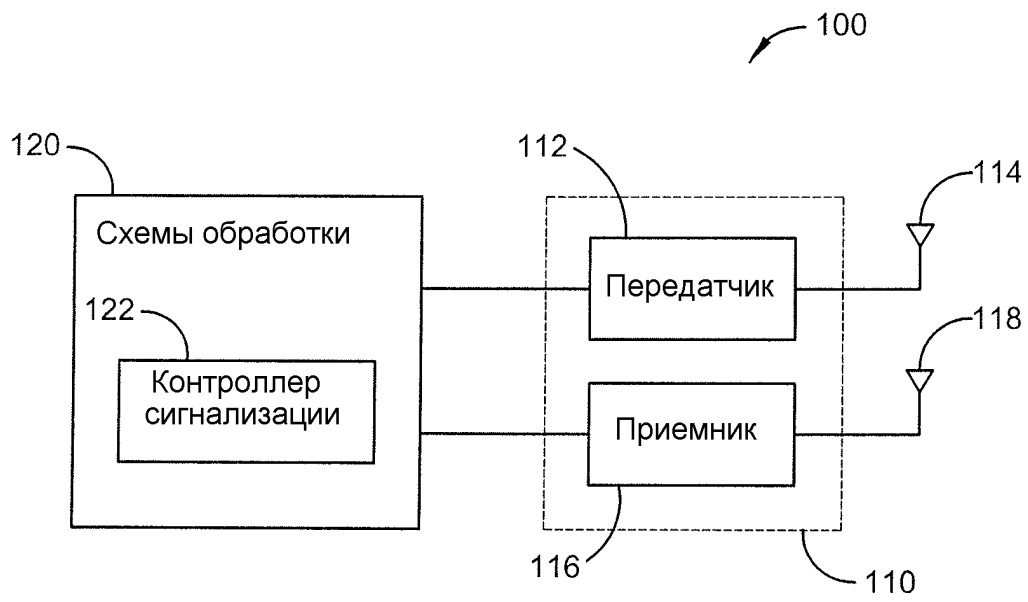 100
120
112
114
Схемы обработки
Передатчик
122
118
Контроллер
сигнализации
Приемник
116
110